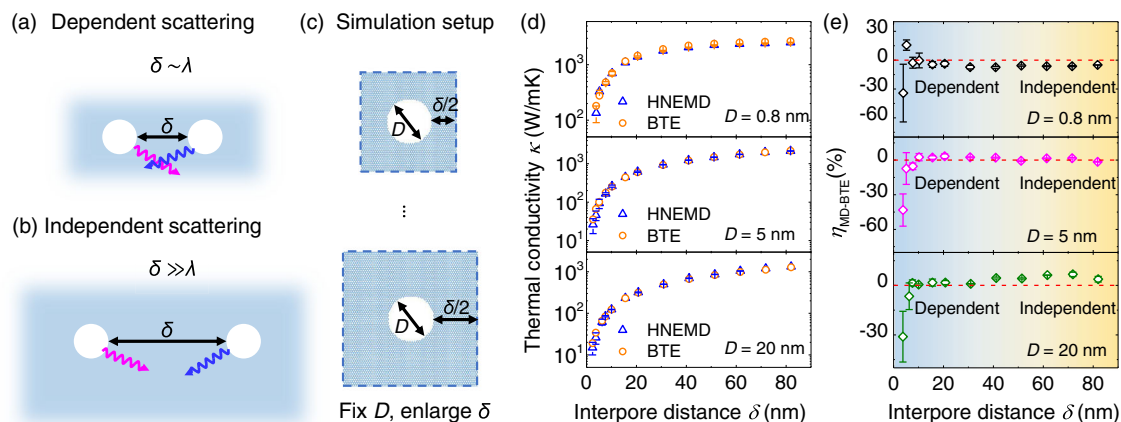 (a) Dependent scattering
δ ~ λ
δ
(b) Independent scattering
δ ≫ λ
δ
(c) Simulation setup
D
δ/2
...
D
δ/2
Fix D, enlarge δ
(d)
Thermal conductivity κ (W/mK)
10³
10²
HNEMD
BTE
D = 0.8 nm
10³
10²
10¹
HNEMD
BTE
D = 5 nm
10³
10²
10¹
HNEMD
BTE
D = 20 nm
0 20 40 60 80
Interpore distance δ (nm)
(e)
η_MD-BTE (%)
30
0
-30
-60
Dependent Independent
D = 0.8 nm
0
-30
-60
Dependent Independent
D = 5 nm
0
-30
Dependent Independent
D = 20 nm
0 20 40 60 80
Interpore distance δ (nm)